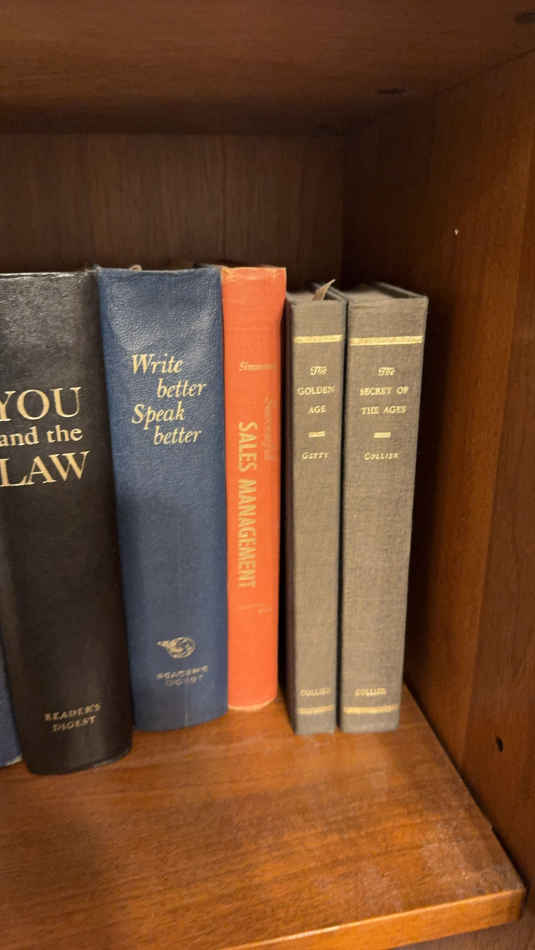 YOU
and the
LAW
READER'S
DIGEST
Write
better
Speak
better
READER'S
DIGEST
SALES MANAGEMENT
The
GOLDEN
AGE
GETTY
COLLIER
The
SECRET OF
THE AGES
COLLIER
COLLIER